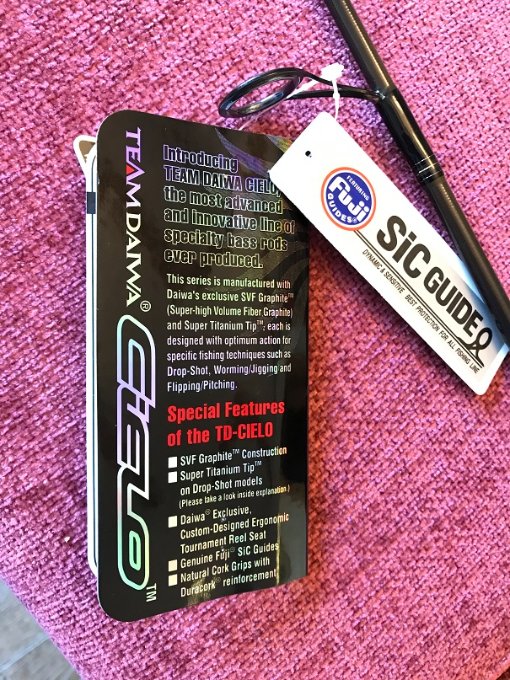 TEAM DAIWA® CIELO™
Introducing
TEAM DAIWA CIELO,
the most advanced
and innovative line of
specialty bass rods
ever produced.
This series is manufactured with
Daiwa's exclusive SVF Graphite™
(Super-high Volume Fiber Graphite)
and Super Titanium Tip™; each is
designed with optimum action for
specific fishing techniques such as
Drop-Shot, Worming/Jigging and
Flipping/Pitching.
Special Features
of the TD-CIELO
SVF Graphite™ Construction
Super Titanium Tip™
on Drop-Shot models
(Please take a look inside explanation.)
Daiwa® Exclusive,
Custom-Designed Ergonomic
Tournament Reel Seat
Genuine Fuji® SiC Guides
Natural Cork Grips with
Duracork® reinforcement
FEATURING
Fuji
GUIDES
SiC GUIDE
DYNAMIC & SENSITIVE. BEST PROTECTION FOR ALL FISHING LINE